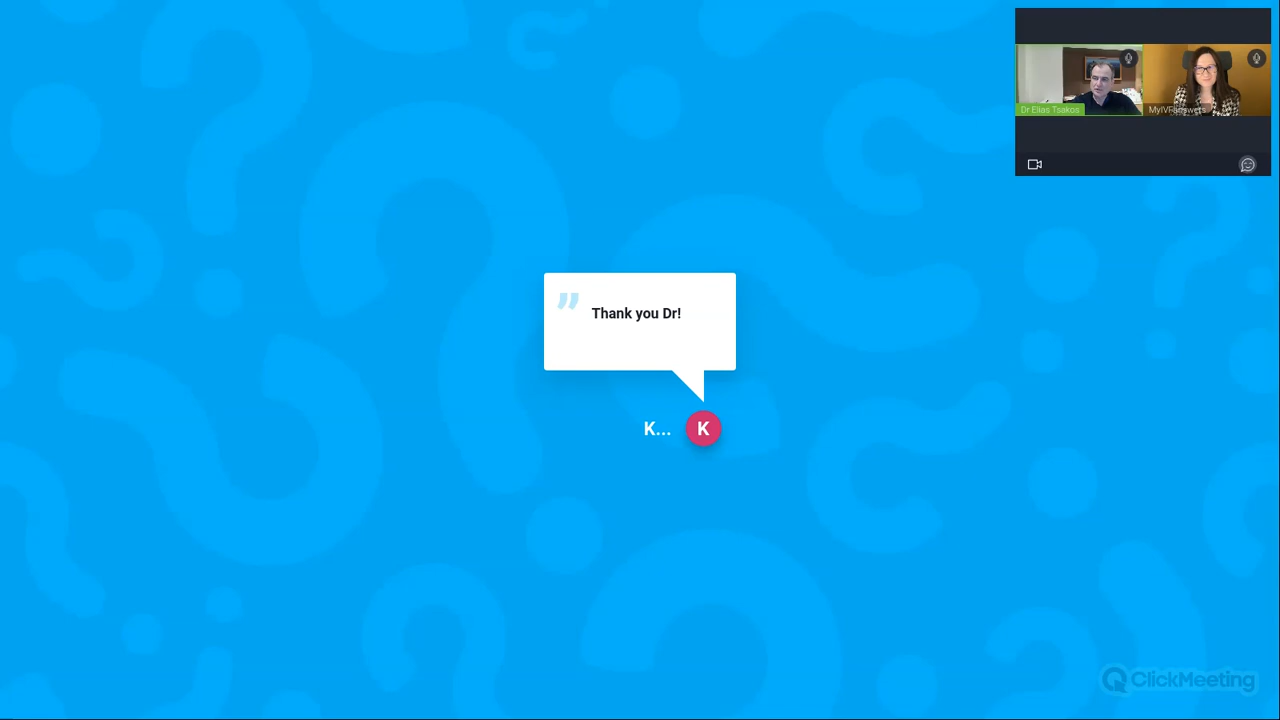 Dr Elias Tsakos
MyIVFanswers
Thank you Dr!
K...
K
ClickMeeting